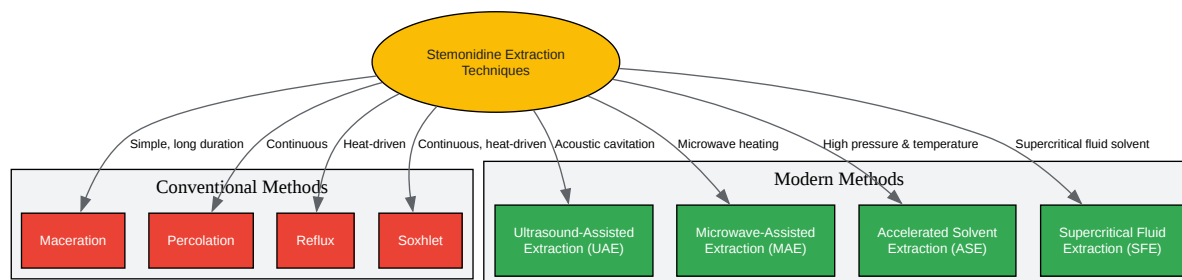 Stemonidine Extraction
Techniques
Simple, long duration
Continuous
Heat-driven
Continuous, heat-driven
Acoustic cavitation
Microwave heating
High pressure & temperature
Supercritical fluid solvent
Conventional Methods
Modern Methods
Maceration
Percolation
Reflux
Soxhlet
Ultrasound-Assisted
Extraction (UAE)
Microwave-Assisted
Extraction (MAE)
Accelerated Solvent
Extraction (ASE)
Supercritical Fluid
Extraction (SFE)